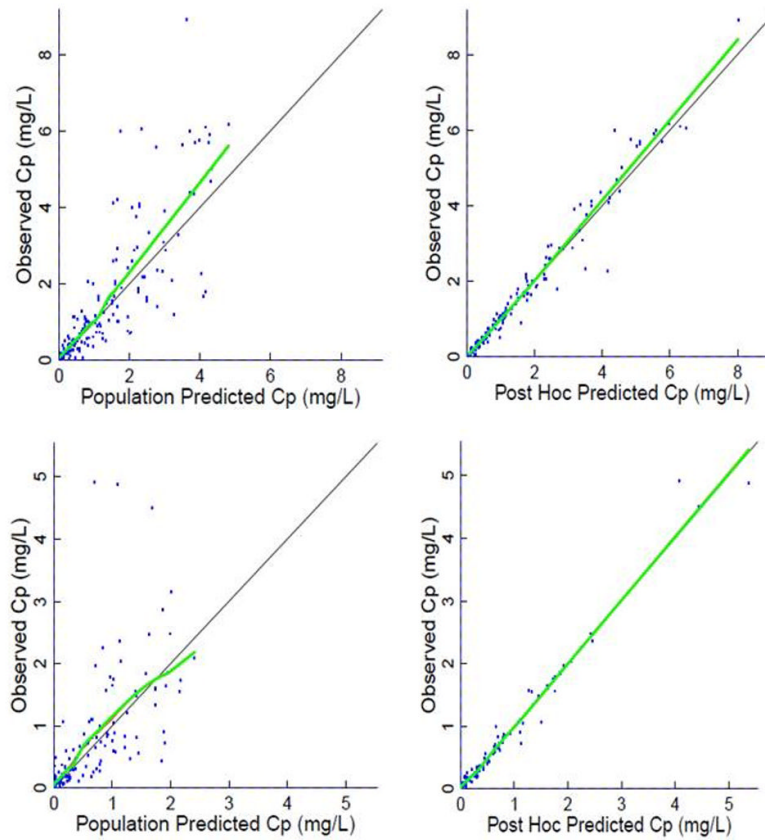 8
6
4
2
0
Observed Cp (mg/L)
0 2 4 6 8
Population Predicted Cp (mg/L)
8
6
4
2
0
Observed Cp (mg/L)
0 2 4 6 8
Post Hoc Predicted Cp (mg/L)
5
4
3
2
1
0
Observed Cp (mg/L)
0 1 2 3 4 5
Population Predicted Cp (mg/L)
5
4
3
2
1
0
Observed Cp (mg/L)
0 1 2 3 4 5
Post Hoc Predicted Cp (mg/L)